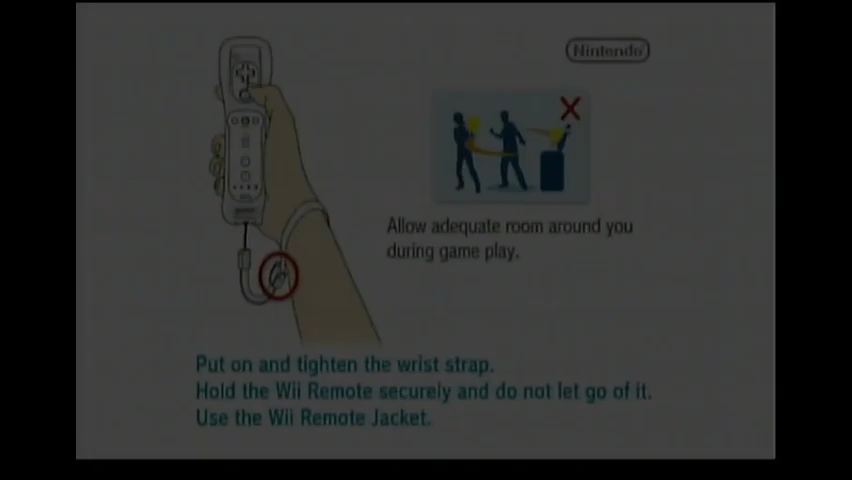 Nintendo
Allow adequate room around you
during game play.
Put on and tighten the wrist strap.
Hold the Wii Remote securely and do not let go of it.
Use the Wii Remote Jacket.